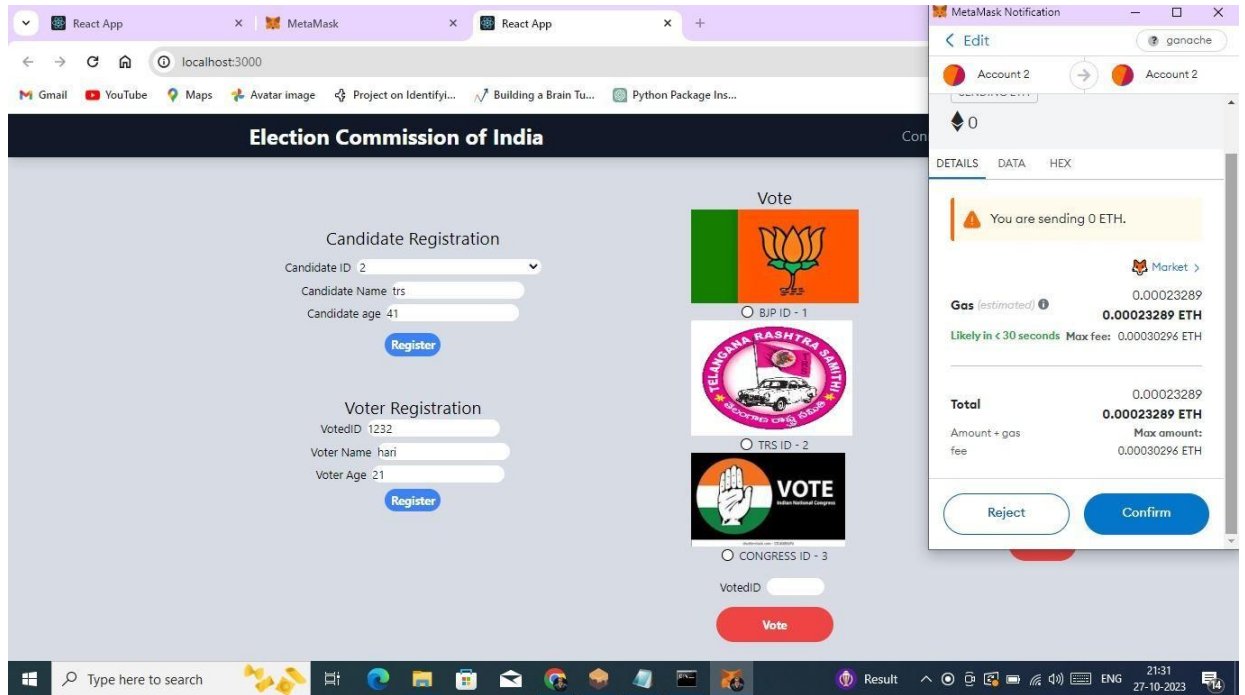 React App
MetaMask
React App
localhost:3000
Gmail
YouTube
Maps
Avatar image
Project on Identifyi...
Building a Brain Tu...
Python Package Ins...
Election Commission of India
Con
Candidate Registration
Candidate ID 2
Candidate Name trs
Candidate age 41
Register
Voter Registration
VotedID 1232
Voter Name hari
Voter Age 21
Register
Vote
BJP ID - 1
TELANGANA RASHTRA SAMITHI
తెలంగాణ రాష్ట్ర సమితి
TRS ID - 2
VOTE
Indian National Congress
CONGRESS ID - 3
VotedID
Vote
MetaMask Notification
Edit
ganache
Account 2
Account 2
SENDING ETH
0
DETAILS DATA HEX
You are sending 0 ETH.
Market >
Gas (estimated)
0.00023289
0.00023289 ETH
Likely in < 30 seconds Max fee: 0.00030296 ETH
Total
0.00023289
0.00023289 ETH
Amount + gas fee
Max amount:
0.00030296 ETH
Reject
Confirm
Type here to search
Result
ENG
21:31
27-10-2023
14